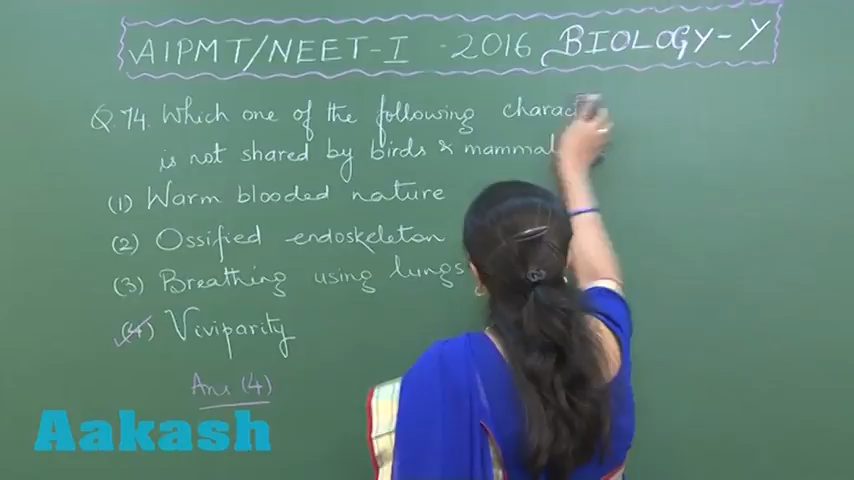 AIPMT/NEET-I - 2016 BIOLOGY-Y
Q.74. Which one of the following charac
is not shared by birds & mammal
(1) Warm blooded nature
(2) Ossified endoskeleton
(3) Breathing using lungs
(4) Viviparity
Ans (4)
Aakash